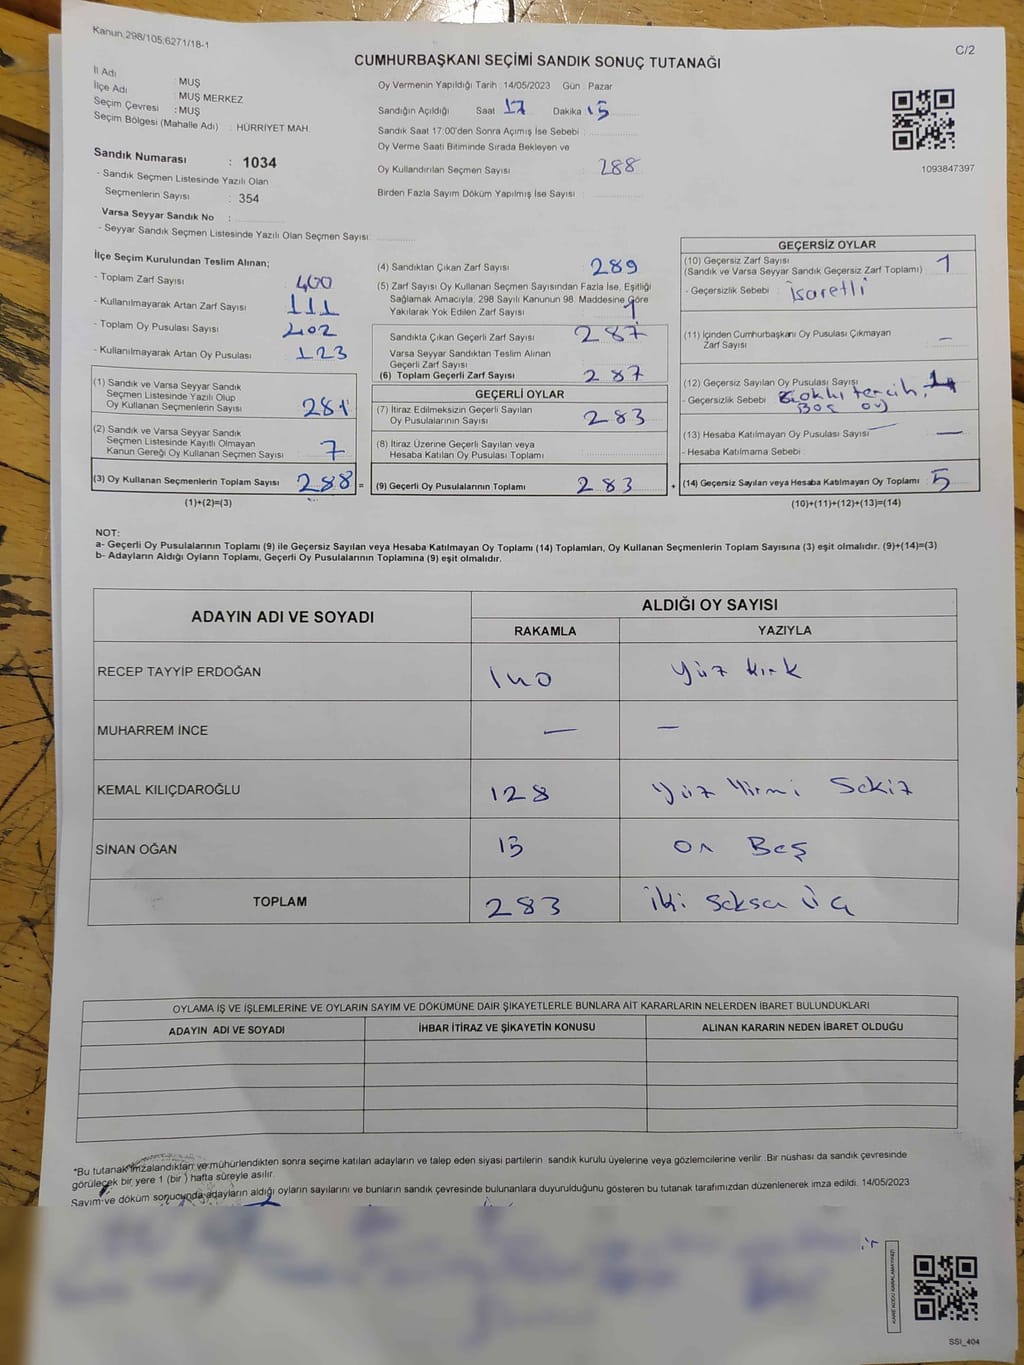 Kanun.298/105,6271/18-1
C/2
CUMHURBAŞKANI SEÇİMİ SANDIK SONUÇ TUTANAĞI
İl Adı : MUŞ
İlçe Adı : MUŞ MERKEZ
Seçim Çevresi : MUŞ
Seçim Bölgesi (Mahalle Adı) : HÜRRİYET MAH.
Sandık Numarası : 1034
- Sandık Seçmen Listesinde Yazılı Olan
Seçmenlerin Sayısı : 354
Varsa Seyyar Sandık No :
- Seyyar Sandık Seçmen Listesinde Yazılı Olan Seçmen Sayısı:
Oy Vermenin Yapıldığı Tarih : 14/05/2023 Gün : Pazar
Sandığın Açıldığı Saat 17 Dakika 15
Sandık Saat 17:00'den Sonra Açımış İse Sebebi :
Oy Verme Saati Bitiminde Sırada Bekleyen ve
Oy Kullandırılan Seçmen Sayısı : 288
Birden Fazla Sayım Döküm Yapılmış İse Sayısı :
1093847397
İlçe Seçim Kurulundan Teslim Alınan;
- Toplam Zarf Sayısı : 400
- Kullanılmayarak Artan Zarf Sayısı : 111
- Toplam Oy Pusulası Sayısı : 402
- Kullanılmayarak Artan Oy Pusulası : 123
(1) Sandık ve Varsa Seyyar Sandık
Seçmen Listesinde Yazılı Olup
Oy Kullanan Seçmenlerin Sayısı : 281
(2) Sandık ve Varsa Seyyar Sandık
Seçmen Listesinde Kayıtlı Olmayan
Kanun Gereği Oy Kullanan Seçmen Sayısı : 7
(3) Oy Kullanan Seçmenlerin Toplam Sayısı : 288 =
(1)+(2)=(3)
(4) Sandıktan Çıkan Zarf Sayısı : 289
(5) Zarf Sayısı Oy Kullanan Seçmen Sayısından Fazla İse, Eşitliği
Sağlamak Amacıyla, 298 Sayılı Kanunun 98. Maddesine Göre
Yakılarak Yok Edilen Zarf Sayısı : 1
Sandıkta Çıkan Geçerli Zarf Sayısı : 287
Varsa Seyyar Sandıktan Teslim Alınan
Geçerli Zarf Sayısı :
(6) Toplam Geçerli Zarf Sayısı : 287
GEÇERLİ OYLAR
(7) İtiraz Edilmeksizin Geçerli Sayılan
Oy Pusulalarının Sayısı : 283
(8) İtiraz Üzerine Geçerli Sayılan veya
Hesaba Katılan Oy Pusulası Toplamı :
(9) Geçerli Oy Pusulalarının Toplamı : 283 +
GEÇERSİZ OYLAR
(10) Geçersiz Zarf Sayısı : 1
(Sandık ve Varsa Seyyar Sandık Geçersiz Zarf Toplamı)
- Geçersizlik Sebebi : işaretli
(11) İçinden Cumhurbaşkanı Oy Pusulası Çıkmayan
Zarf Sayısı : –
(12) Geçersiz Sayılan Oy Pusulası Sayısı :
- Geçersizlik Sebebi : Çoklu tercih,
Boş oy
(13) Hesaba Katılmayan Oy Pusulası Sayısı : —
- Hesaba Katılmama Sebebi :
(14) Geçersiz Sayılan veya Hesaba Katılmayan Oy Toplamı : 5
(10)+(11)+(12)+(13)=(14)
NOT:
a- Geçerli Oy Pusulalarının Toplamı (9) ile Geçersiz Sayılan veya Hesaba Katılmayan Oy Toplamı (14) Toplamları, Oy Kullanan Seçmenlerin Toplam Sayısına (3) eşit olmalıdır. (9)+(14)=(3)
b- Adayların Aldığı Oyların Toplamı, Geçerli Oy Pusulalarının Toplamına (9) eşit olmalıdır.
ADAYIN ADI VE SOYADI ALDIĞI OY SAYISI
RAKAMLA YAZIYLA
RECEP TAYYİP ERDOĞAN 140 yüz kırk
MUHARREM İNCE — —
KEMAL KILIÇDAROĞLU 128 yüz yirmi sekiz
SİNAN OĞAN 15 on Beş
TOPLAM 283 iki seksen üç
OYLAMA İŞ VE İŞLEMLERİNE VE OYLARIN SAYIM VE DÖKÜMÜNE DAİR ŞİKAYETLERLE BUNLARA AİT KARARLARIN NELERDEN İBARET BULUNDUKLARI
ADAYIN ADI VE SOYADI İHBAR İTİRAZ VE ŞİKAYETİN KONUSU ALINAN KARARIN NEDEN İBARET OLDUĞU
*Bu tutanak imzalandıktan ve mühürlendikten sonra seçime katılan adayların ve talep eden siyasi partilerin sandık kurulu üyelerine veya gözlemcilerine verilir. Bir nüshası da sandık çevresinde
görülecek bir yere 1 (bir) hafta süreyle asılır.
Sayım ve döküm sonucunda adayların aldığı oyların sayılarını ve bunların sandık çevresinde bulunanlara duyurulduğunu gösteren bu tutanak tarafımızdan düzenlenerek imza edildi. 14/05/2023
KARE KODU KARALAMAYINIZ!
SSI_404